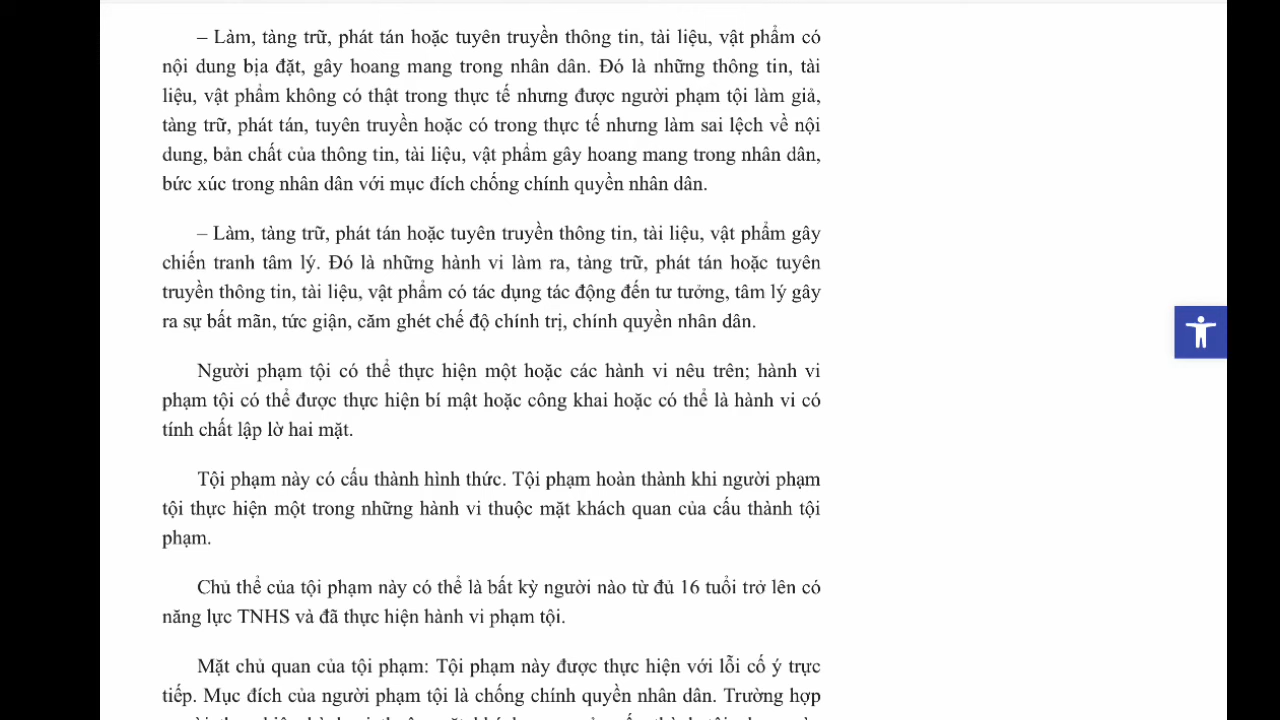 – Làm, tàng trữ, phát tán hoặc tuyên truyền thông tin, tài liệu, vật phẩm có
nội dung bịa đặt, gây hoang mang trong nhân dân. Đó là những thông tin, tài
liệu, vật phẩm không có thật trong thực tế nhưng được người phạm tội làm giả,
tàng trữ, phát tán, tuyên truyền hoặc có trong thực tế nhưng làm sai lệch về nội
dung, bản chất của thông tin, tài liệu, vật phẩm gây hoang mang trong nhân dân,
bức xúc trong nhân dân với mục đích chống chính quyền nhân dân.
– Làm, tàng trữ, phát tán hoặc tuyên truyền thông tin, tài liệu, vật phẩm gây
chiến tranh tâm lý. Đó là những hành vi làm ra, tàng trữ, phát tán hoặc tuyên
truyền thông tin, tài liệu, vật phẩm có tác dụng tác động đến tư tưởng, tâm lý gây
ra sự bất mãn, tức giận, căm ghét chế độ chính trị, chính quyền nhân dân.
Người phạm tội có thể thực hiện một hoặc các hành vi nêu trên; hành vi
phạm tội có thể được thực hiện bí mật hoặc công khai hoặc có thể là hành vi có
tính chất lập lờ hai mặt.
Tội phạm này có cấu thành hình thức. Tội phạm hoàn thành khi người phạm
tội thực hiện một trong những hành vi thuộc mặt khách quan của cấu thành tội
phạm.
Chủ thể của tội phạm này có thể là bất kỳ người nào từ đủ 16 tuổi trở lên có
năng lực TNHS và đã thực hiện hành vi phạm tội.
Mặt chủ quan của tội phạm: Tội phạm này được thực hiện với lỗi cố ý trực
tiếp. Mục đích của người phạm tội là chống chính quyền nhân dân. Trường hợp